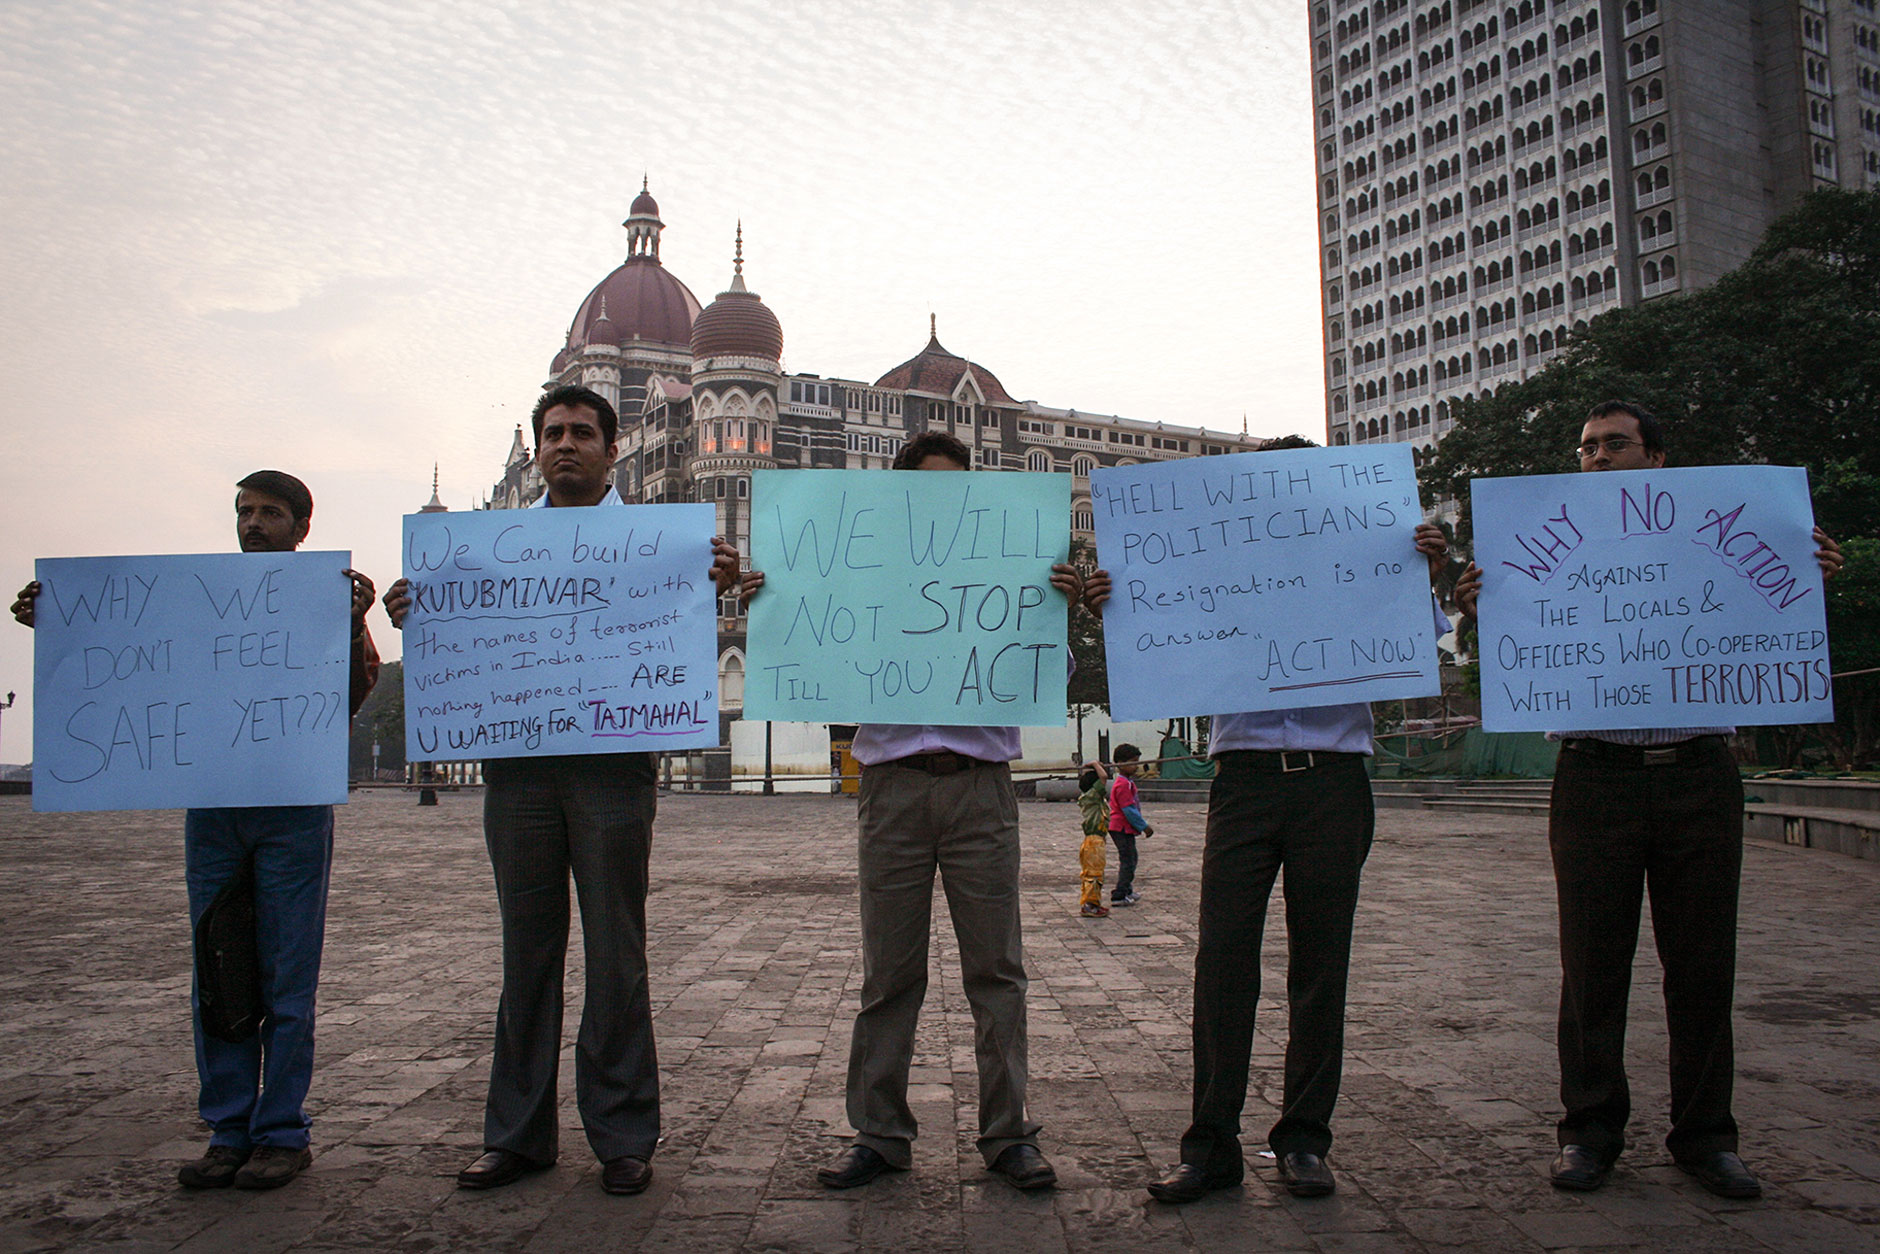 WHY WE
DON'T FEEL....
SAFE YET???
We Can build
"KUTUBMINAR" with
the names of terrorist
victims in India..... still
nothing happened---- ARE
U WAITING FOR "TAJMAHAL"
WE WILL
NOT 'STOP
TILL "YOU" ACT
"HELL WITH THE
POLITICIANS"
Resignation is no
answer "
"ACT NOW".
WHY NO ACTION
AGAINST
THE LOCALS &
OFFICERS WHO CO-OPERATED
WITH THOSE TERRORISTS